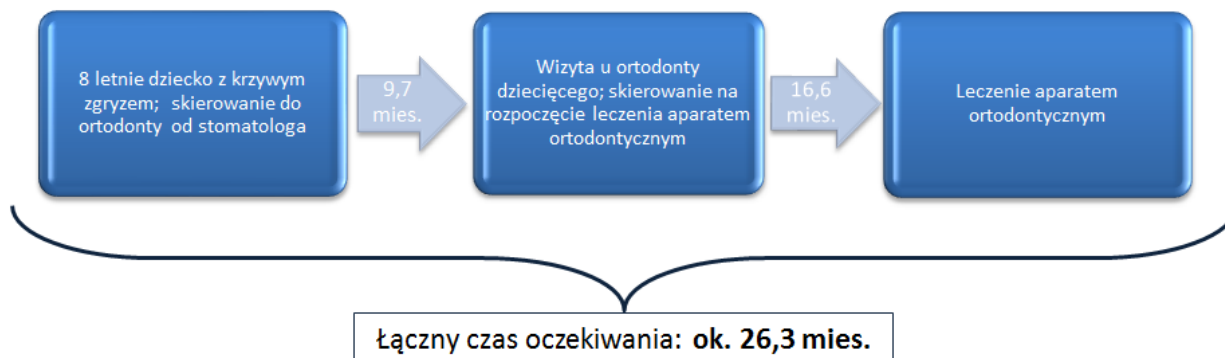 8 letnie dziecko z krzywym
zgryzem;  skierowanie do
ortodonty od stomatologa
9,7
mies.
Wizyta u ortodonty
dziecięcego; skierowanie na
rozpoczęcie leczenia aparatem
ortodontycznym
16,6
mies.
Leczenie aparatem
ortodontycznym
Łączny czas oczekiwania: ok. 26,3 mies.